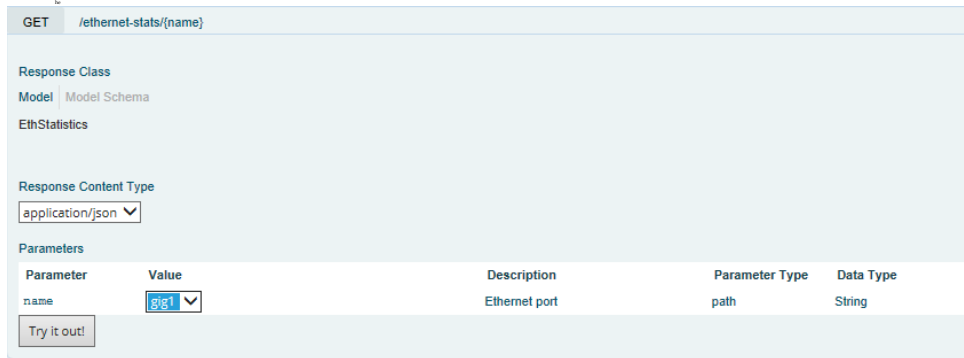 GET /ethernet-stats/{name}
Response Class
Model Model Schema
EthStatistics
Response Content Type
application/json
Parameters
Parameter Value Description Parameter Type Data Type
name gig1 Ethernet port path String
Try it out!